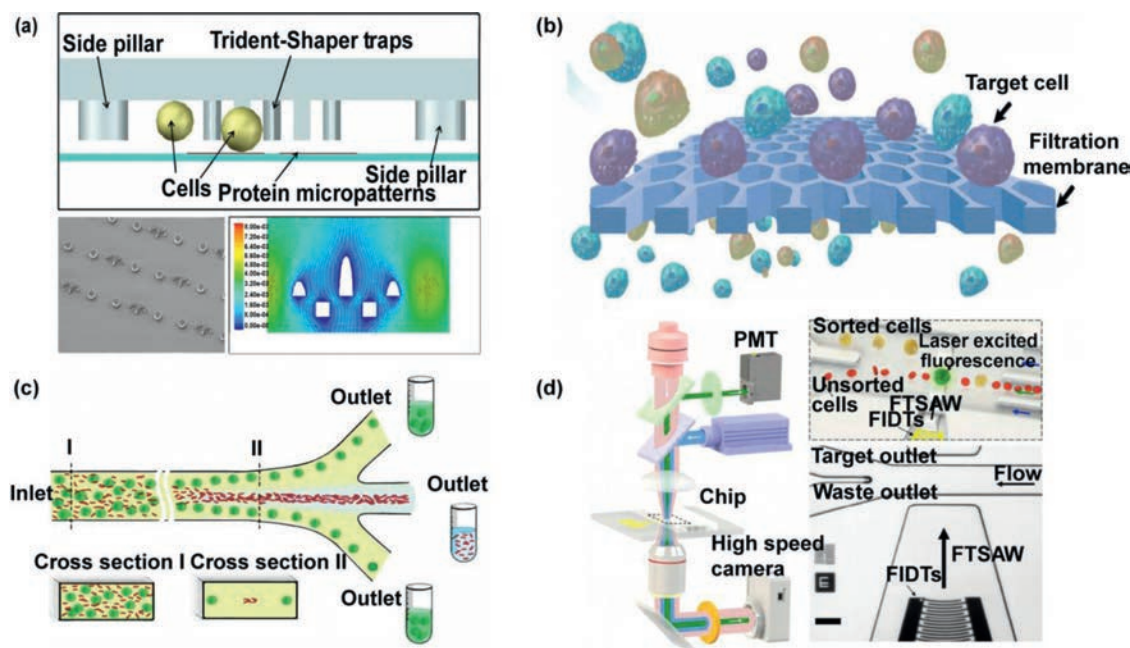 (a)
Side pillar
Trident-Shaper traps
Cells
Protein micropatterns
Side pillar
(b)
Target cell
Filtration
membrane
(c)
I
II
Inlet
Outlet
Outlet
Outlet
Cross section I
Cross section II
(d)
PMT
Chip
High speed
camera
Sorted cells
Laser excited
fluorescence
Unsorted
cells
FTSAW
FIDTs
Target outlet
Flow
Waste outlet
FTSAW
FIDTs